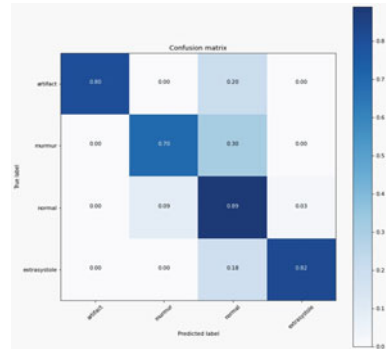 Confusion matrix
artifact 0.80 0.00 0.20 0.00
murmur 0.00 0.70 0.30 0.00
normal 0.00 0.09 0.89 0.03
extrasystole 0.00 0.00 0.18 0.82
artifact murmur normal extrasystole
Predicted label
True label
0.8
0.7
0.6
0.5
0.4
0.3
0.2
0.1
0.0